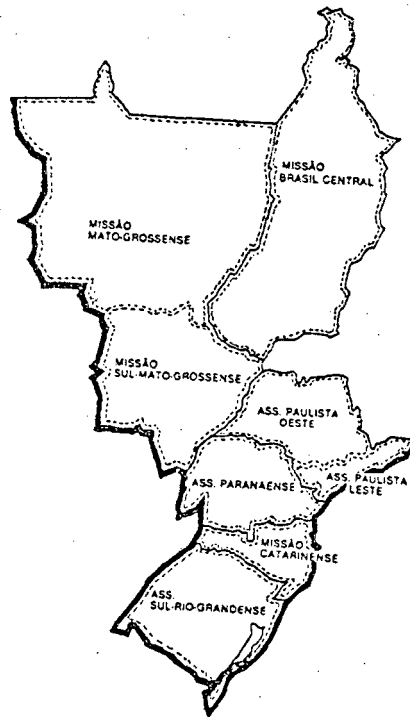 MISSÃO
BRASIL CENTRAL
MISSÃO
MATO-GROSSENSE
MISSÃO
SUL-MATO-GROSSENSE
ASS. PAULISTA
OESTE
ASS. PAULISTA
LESTE
ASS. PARANAENSE
MISSÃO
CATARINENSE
ASS.
SUL-RIO-GRANDENSE